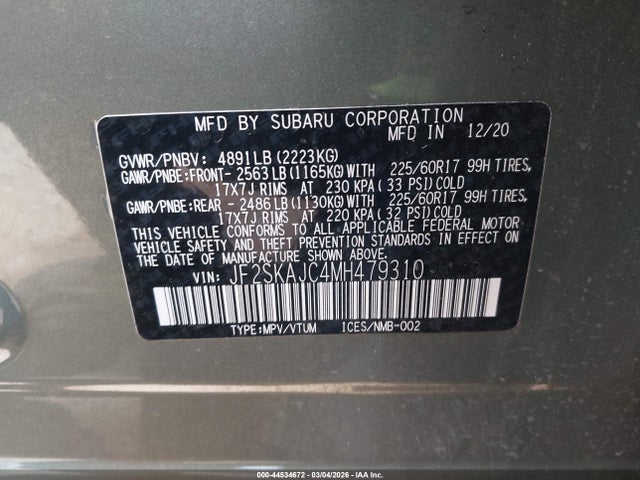 MFD BY SUBARU CORPORATION
MFD IN 12/20
GVWR/PNBV: 4891LB(2223KG)
GAWR/PNBE:FRONT- 2563LB(1165KG)WITH 225/60R17 99H TIRES,
17X7J RIMS AT 230 KPA(33 PSI)COLD
GAWR/PNBE:REAR - 2486LB(1130KG)WITH 225/60R17 99H TIRES,
17X7J RIMS AT 220 KPA(32 PSI)COLD
THIS VEHICLE CONFORMS TO ALL APPLICABLE FEDERAL MOTOR
VEHICLE SAFETY AND THEFT PREVENTION STANDARDS IN EFFECT ON
THE DATE OF MANUFACTURE SHOWN ABOVE.
VIN: JF2SKAJC4MH479310
TYPE:MPV/VTUM ICES/NMB-002
000-44534672 - 03/04/2026 - IAA Inc.